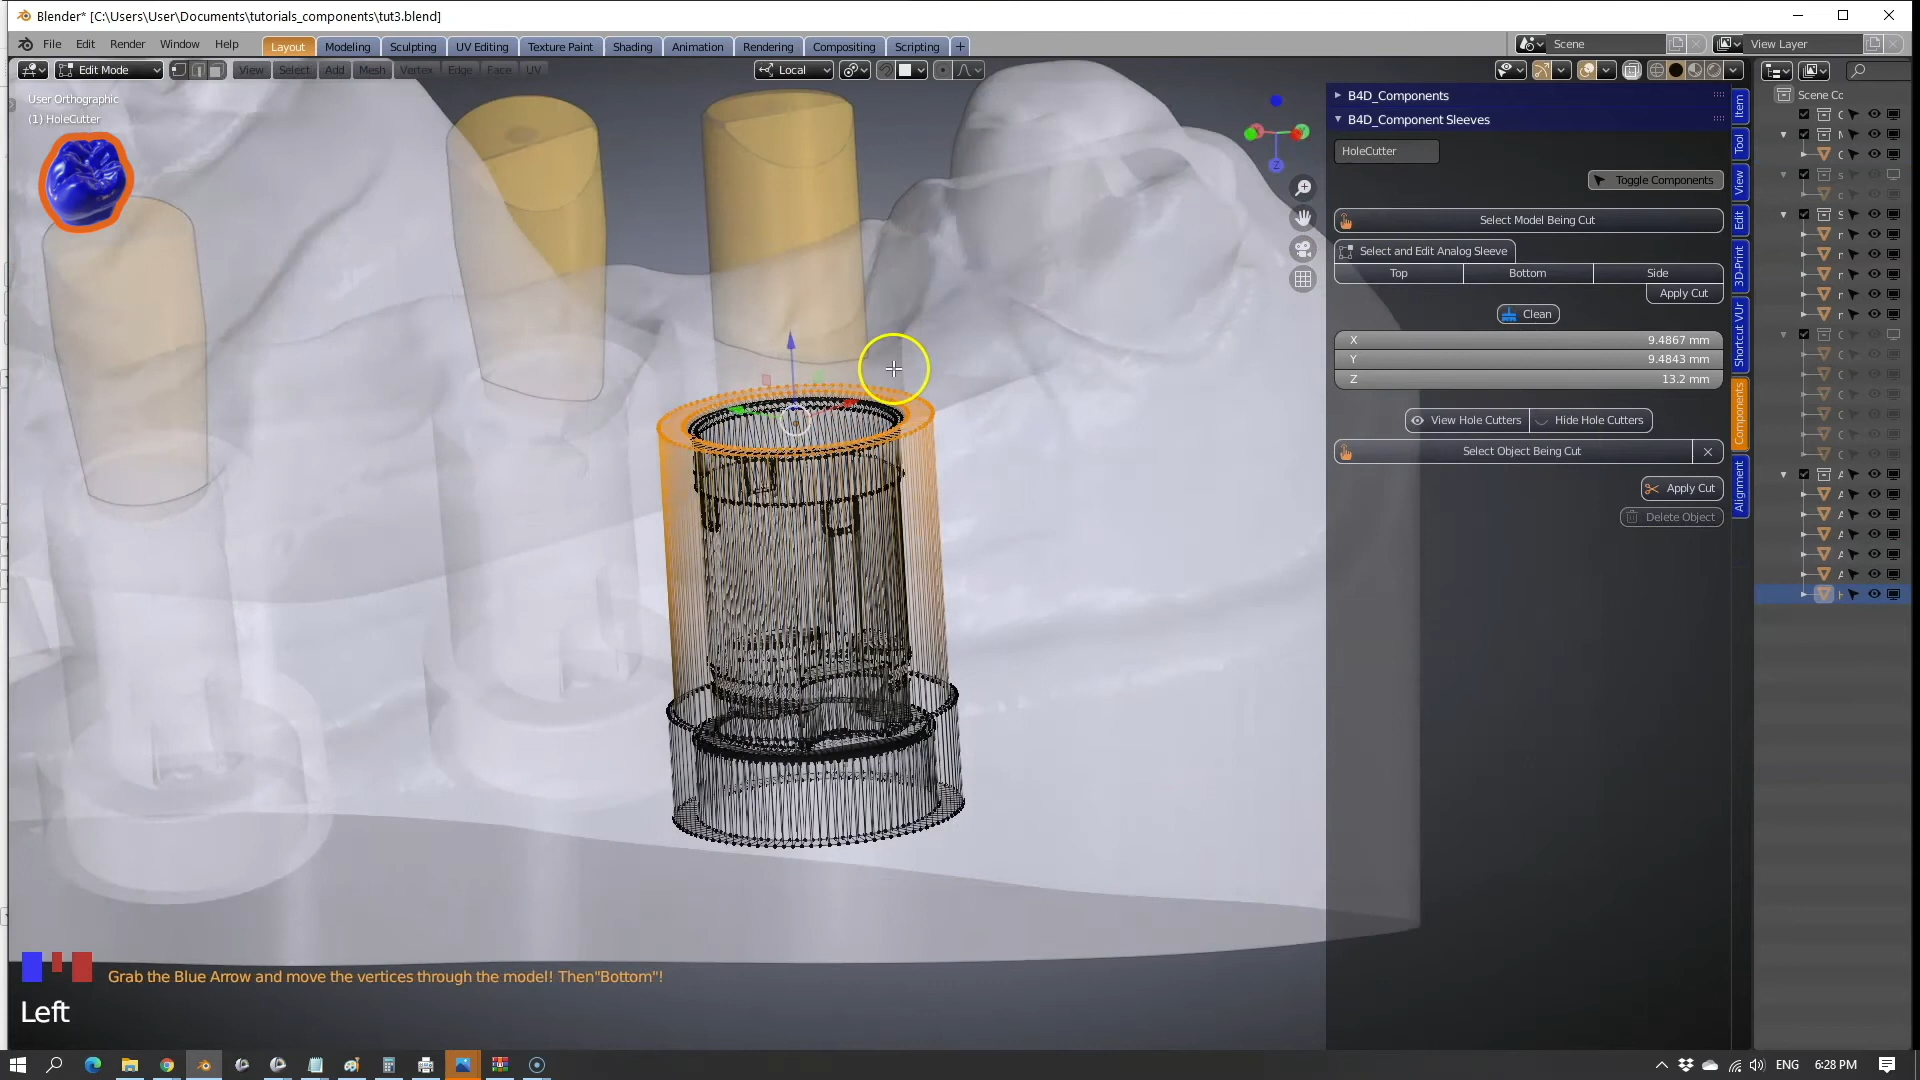 Blender* [C:\Users\User\Documents\tutorials_components\tut3.blend]
File Edit Render Window Help Layout Modeling Sculpting UV Editing Texture Paint Shading Animation Rendering Compositing Scripting + Scene View Layer
Edit Mode View Select Add Mesh Vertex Edge Face UV Local
User Orthographic
(1) HoleCutter
Z
B4D_Components
B4D_Component Sleeves
HoleCutter
Toggle Components
Select Model Being Cut
Select and Edit Analog Sleeve
Top Bottom Side
Apply Cut
Clean
X 9.4867 mm
Y 9.4843 mm
Z 13.2 mm
View Hole Cutters Hide Hole Cutters
Select Object Being Cut
Apply Cut
Delete Object
Item
Tool
View
Edit
3D-Print
Shortcut VUr
Components
Alignment
Scene Cc
Grab the Blue Arrow and move the vertices through the model! Then"Bottom"!
Left
ENG 6:28 PM